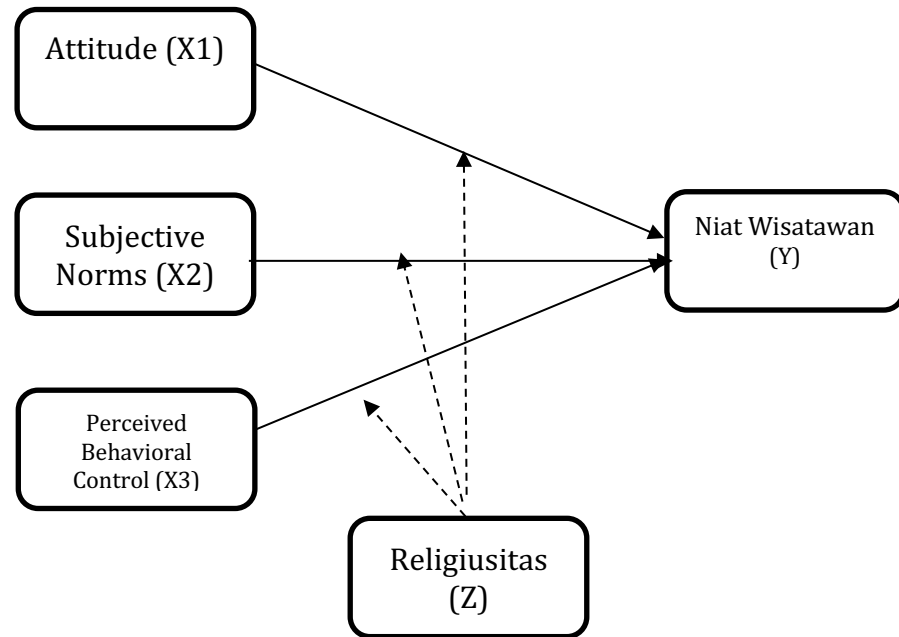 Attitude (X1)
Subjective
Norms (X2)
Niat Wisatawan
(Y)
Perceived
Behavioral
Control (X3)
Religiusitas
(Z)